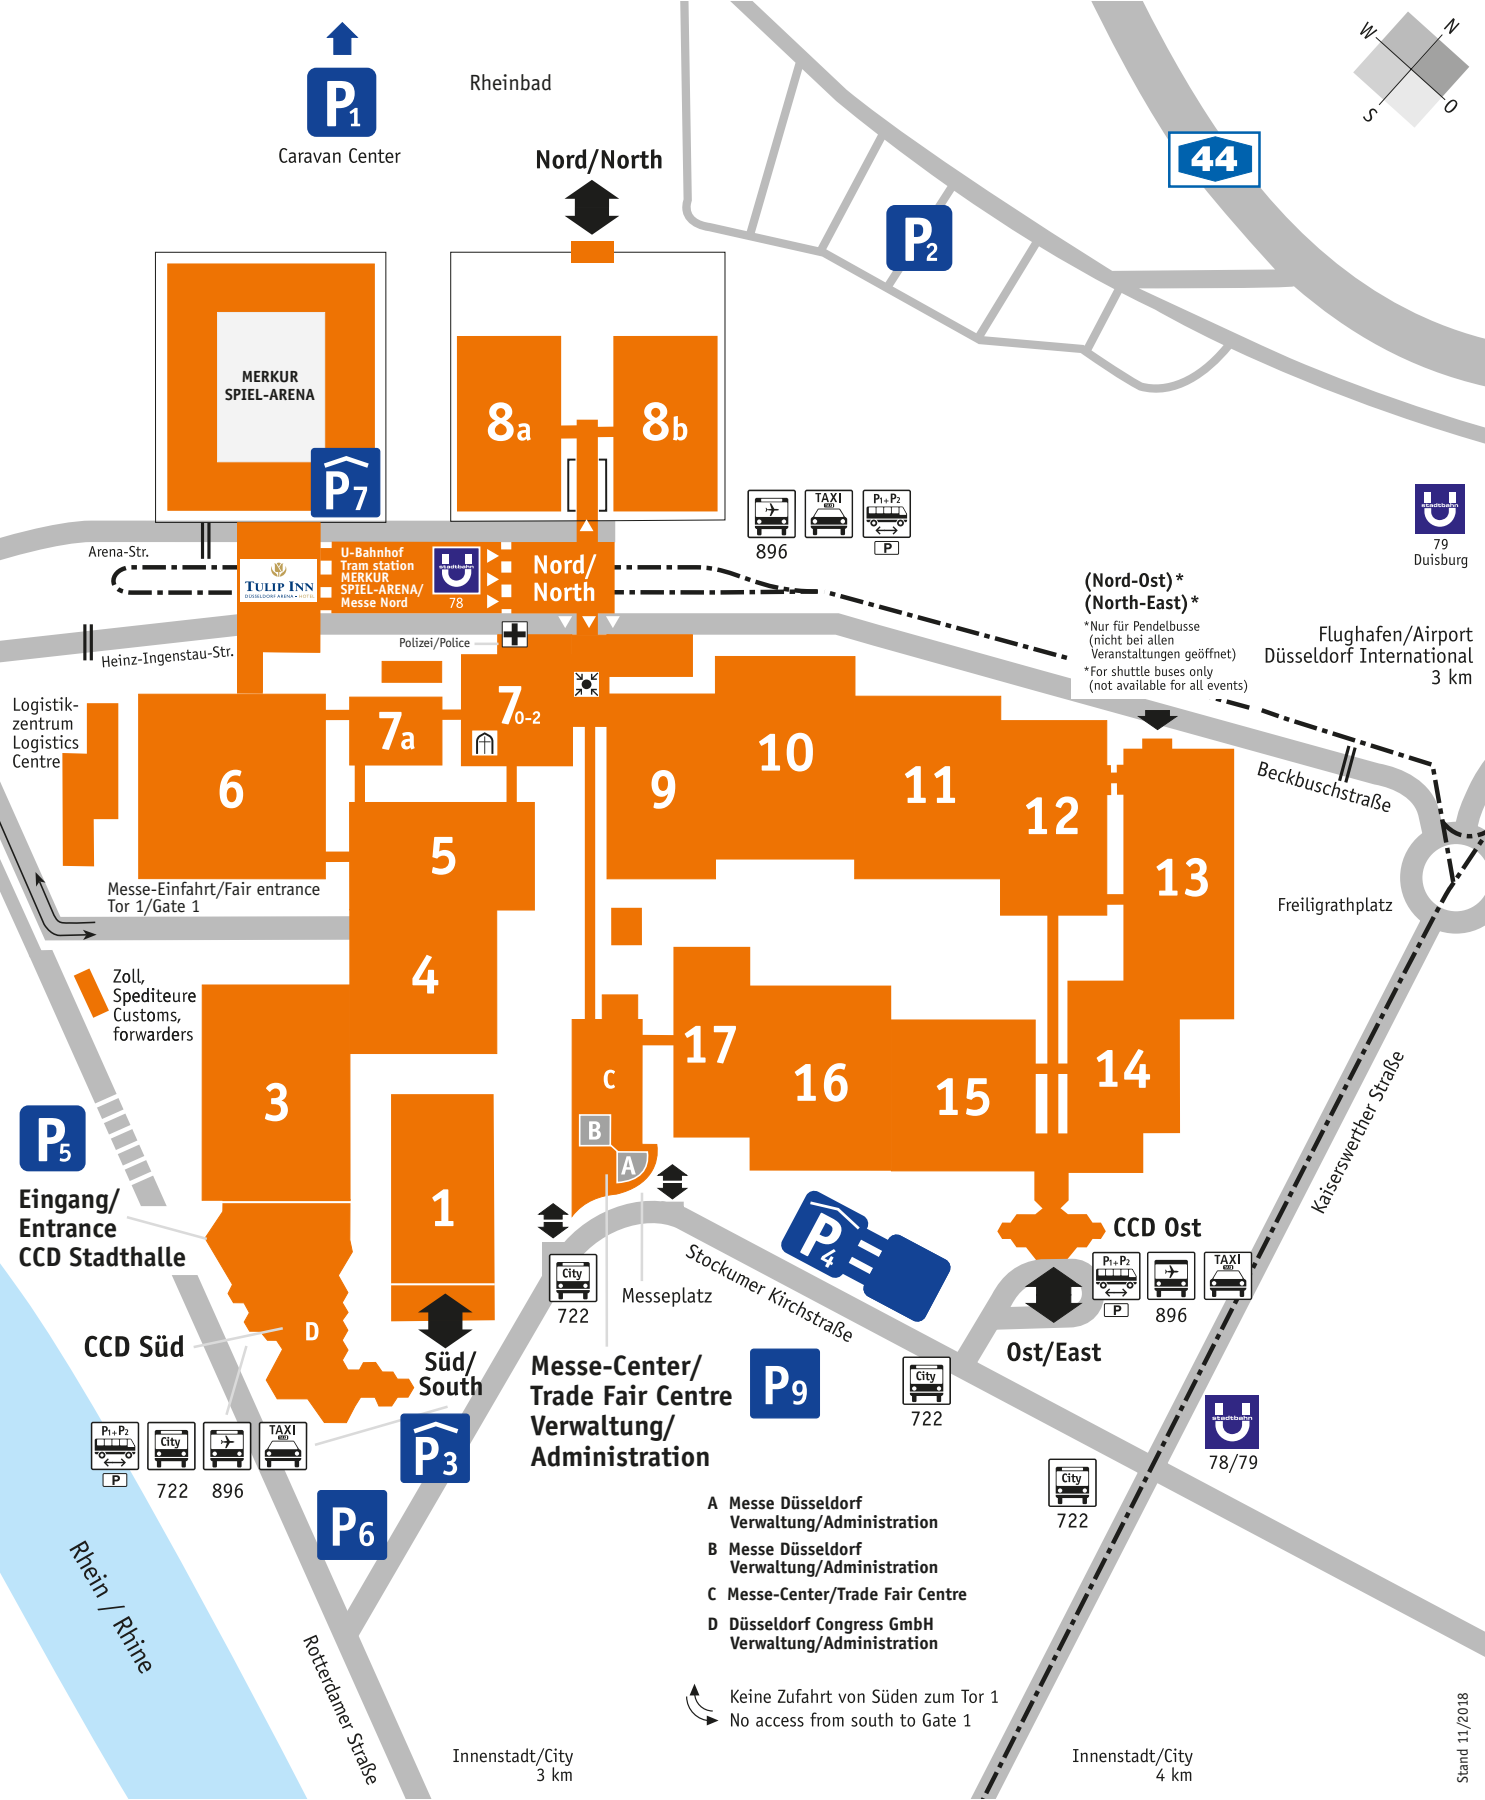 P1
Caravan Center
Rheinbad
Nord/North
W
N
S
O
44
P2
MERKUR
SPIEL-ARENA
P7
8a
8b
896
TAXI
P1+P2
P
stadtbahn
79
Duisburg
Arena-Str.
TULIP INN
DÜSSELDORF ARENA • HOTEL
U-Bahnhof
Tram station
MERKUR
SPIEL-ARENA/
Messe Nord
stadtbahn
78
Nord/
North
(Nord-Ost)*
(North-East)*
*Nur für Pendelbusse
(nicht bei allen
Veranstaltungen geöffnet)
*For shuttle buses only
(not available for all events)
Flughafen/Airport
Düsseldorf International
3 km
Heinz-Ingenstau-Str.
Polizei/Police
Logistik-
zentrum
Logistics
Centre
6
7a
7 0-2
5
9
10
11
12
13
Beckbuschstraße
Freiligrathplatz
Messe-Einfahrt/Fair entrance
Tor 1/Gate 1
4
Zoll,
Spediteure
Customs,
forwarders
3
17
16
15
14
C
B
A
1
Kaiserswerther Straße
P5
Eingang/
Entrance
CCD Stadthalle
CCD Süd
D
Süd/
South
City
722
Messeplatz
Stockumer Kirchstraße
P4
CCD Ost
P1+P2
P
896
TAXI
TAXI
Ost/East
Messe-Center/
Trade Fair Centre
Verwaltung/
Administration
P9
City
722
stadtbahn
78/79
City
722
P1+P2
P
City
722
896
TAXI
TAXI
P3
P6
A Messe Düsseldorf
Verwaltung/Administration
B Messe Düsseldorf
Verwaltung/Administration
C Messe-Center/Trade Fair Centre
D Düsseldorf Congress GmbH
Verwaltung/Administration
Keine Zufahrt von Süden zum Tor 1
No access from south to Gate 1
Rhein / Rhine
Rotterdamer Straße
Innenstadt/City
3 km
Innenstadt/City
4 km
Stand 11/2018